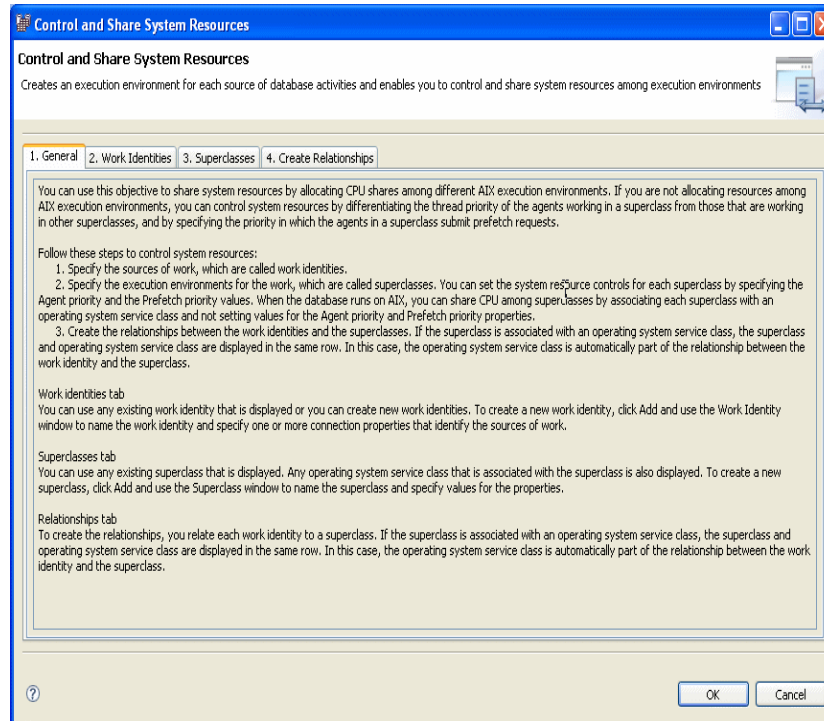 Control and Share System Resources
Control and Share System Resources
Creates an execution environment for each source of database activities and enables you to control and share system resources among execution environments
1. General
2. Work Identities
3. Superclasses
4. Create Relationships
You can use this objective to share system resources by allocating CPU shares among different AIX execution environments. If you are not allocating resources among
AIX execution environments, you can control system resources by differentiating the thread priority of the agents working in a superclass from those that are working
in other superclasses, and by specifying the priority in which the agents in a superclass submit prefetch requests.
Follow these steps to control system resources:
1. Specify the sources of work, which are called work identities.
2. Specify the execution environments for the work, which are called superclasses. You can set the system resource controls for each superclass by specifying the
Agent priority and the Prefetch priority values. When the database runs on AIX, you can share CPU among superclasses by associating each superclass with an
operating system service class and not setting values for the Agent priority and Prefetch priority properties.
3. Create the relationships between the work identities and the superclasses. If the superclass is associated with an operating system service class, the superclass
and operating system service class are displayed in the same row. In this case, the operating system service class is automatically part of the relationship between the
work identity and the superclass.
Work identities tab
You can use any existing work identity that is displayed or you can create new work identities. To create a new work identity, click Add and use the Work Identity
window to name the work identity and specify one or more connection properties that identify the sources of work.
Superclasses tab
You can use any existing superclass that is displayed. Any operating system service class that is associated with the superclass is also displayed. To create a new
superclass, click Add and use the Superclass window to name the superclass and specify values for the properties.
Relationships tab
To create the relationships, you relate each work identity to a superclass. If the superclass is associated with an operating system service class, the superclass and
operating system service class are displayed in the same row. In this case, the operating system service class is automatically part of the relationship between the work
identity and the superclass.
?
OK
Cancel